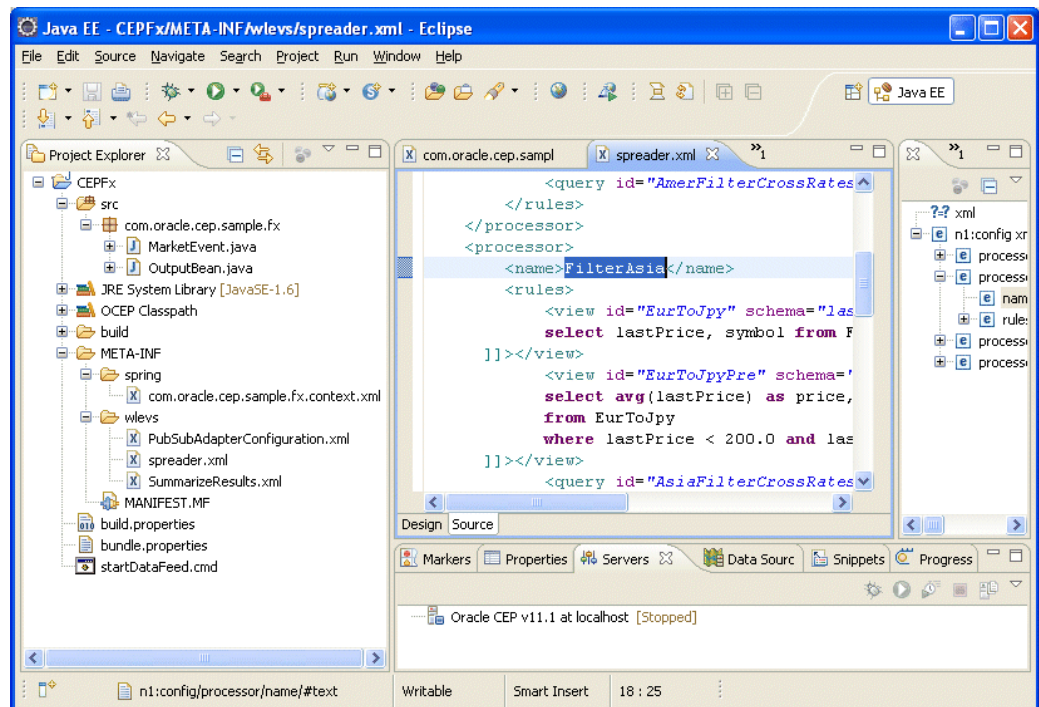 Java EE - CEPFx/META-INF/wlevs/spreader.xml - Eclipse
File Edit Source Navigate Search Project Run Window Help
Java EE
Project Explorer
CEPFx
src
com.oracle.cep.sample.fx
MarketEvent.java
OutputBean.java
JRE System Library [JavaSE-1.6]
OCEP Classpath
build
META-INF
spring
com.oracle.cep.sample.fx.context.xml
wlevs
PubSubAdapterConfiguration.xml
spreader.xml
SummarizeResults.xml
MANIFEST.MF
build.properties
bundle.properties
startDataFeed.cmd
com.oracle.cep.sampl spreader.xml »1
<query id="AmerFilterCrossRates
</rules>
</processor>
<processor>
<name>FilterAsia</name>
<rules>
<view id="EurToJpy" schema="las
select lastPrice, symbol from F
]]></view>
<view id="EurToJpyPre" schema="
select avg(lastPrice) as price,
from EurToJpy
where lastPrice < 200.0 and las
]]></view>
<query id="AsiaFilterCrossRates
Design Source
»1
?=? xml
n1:config xr
process
process
nam
rule
process
process
Markers Properties Servers Data Sourc Snippets Progress
Oracle CEP v11.1 at localhost [Stopped]
n1:config/processor/name/#text Writable Smart Insert 18 : 25